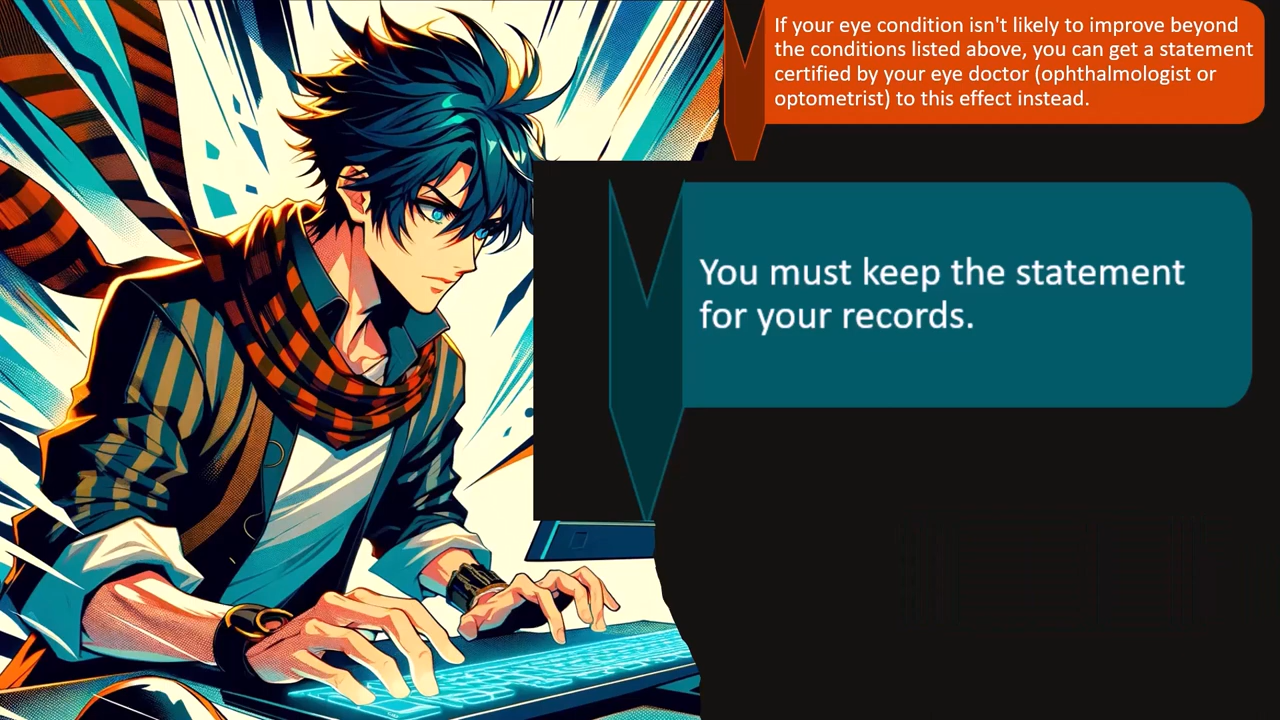 If your eye condition isn't likely to improve beyond
the conditions listed above, you can get a statement
certified by your eye doctor (ophthalmologist or
optometrist) to this effect instead.
You must keep the statement
for your records.